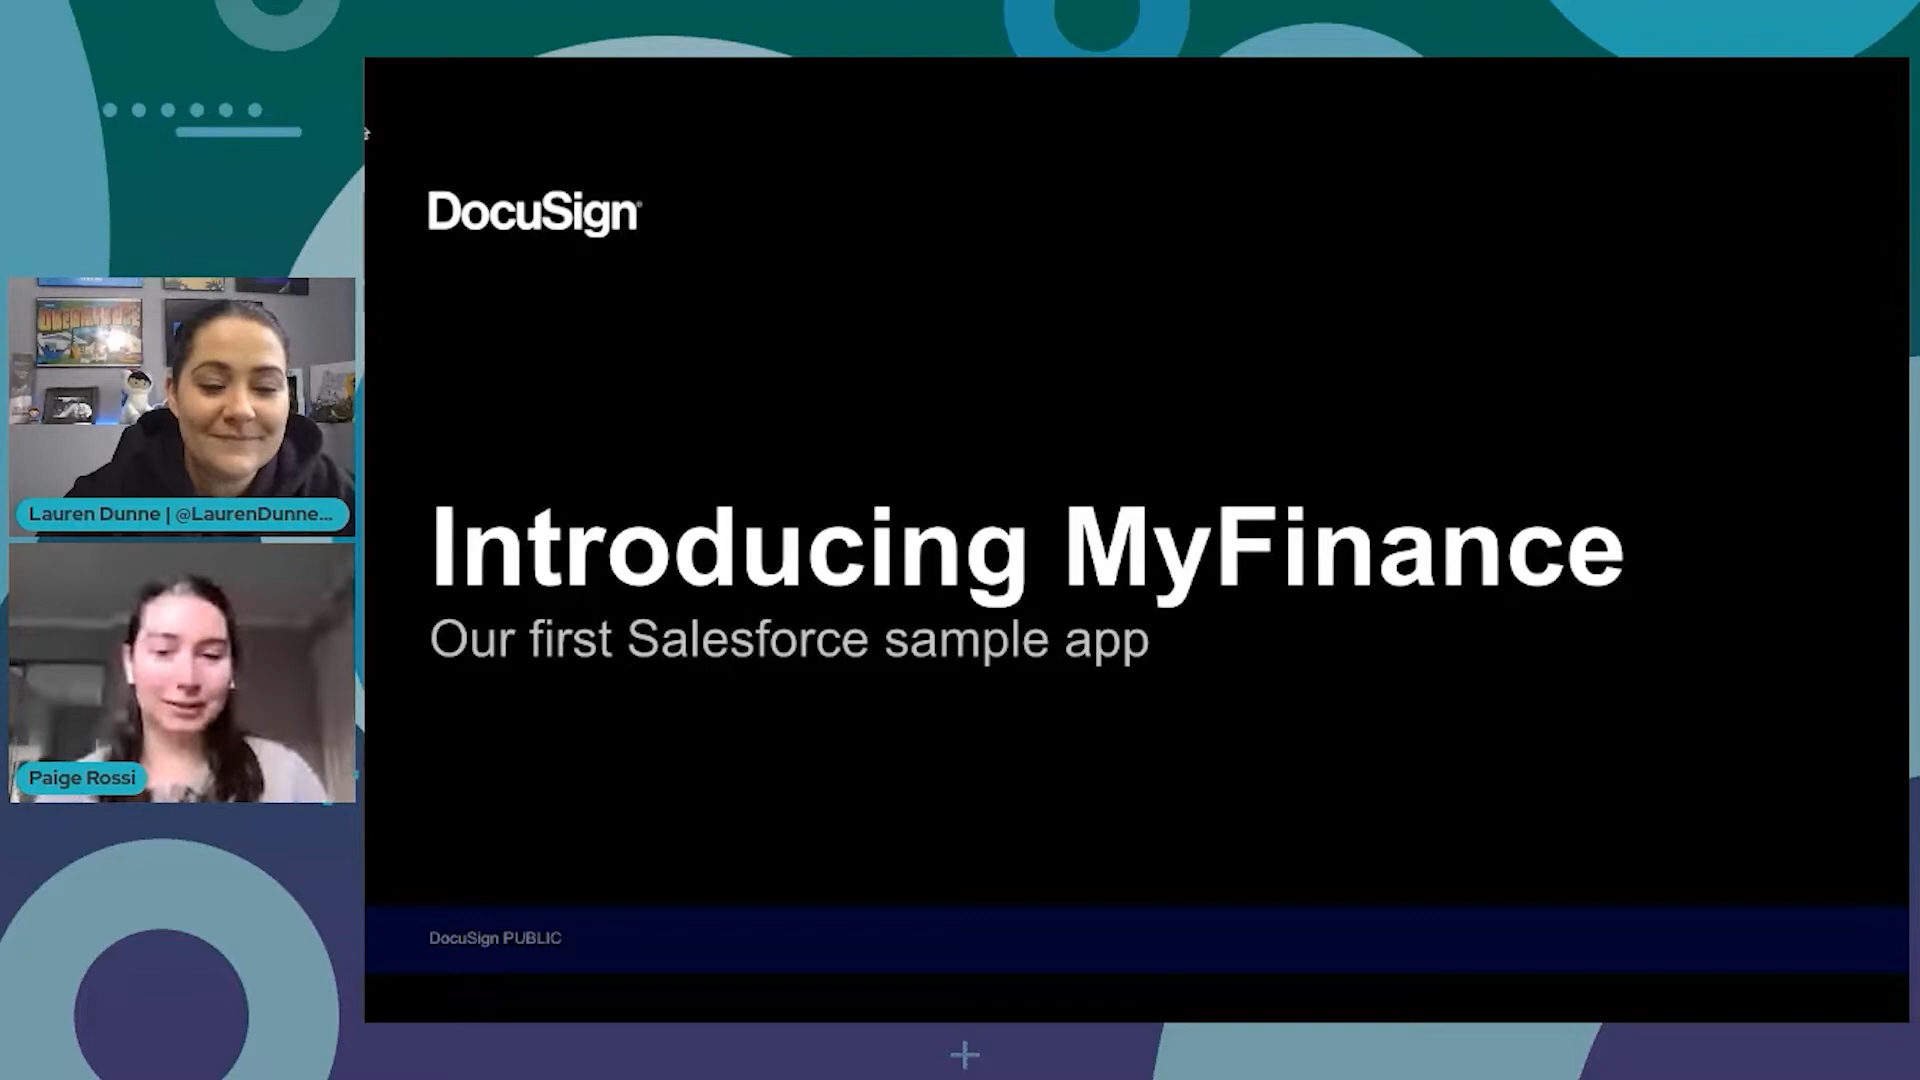 DocuSign
Introducing MyFinance
Our first Salesforce sample app
DocuSign PUBLIC
Lauren Dunne | @LaurenDunne...
Paige Rossi